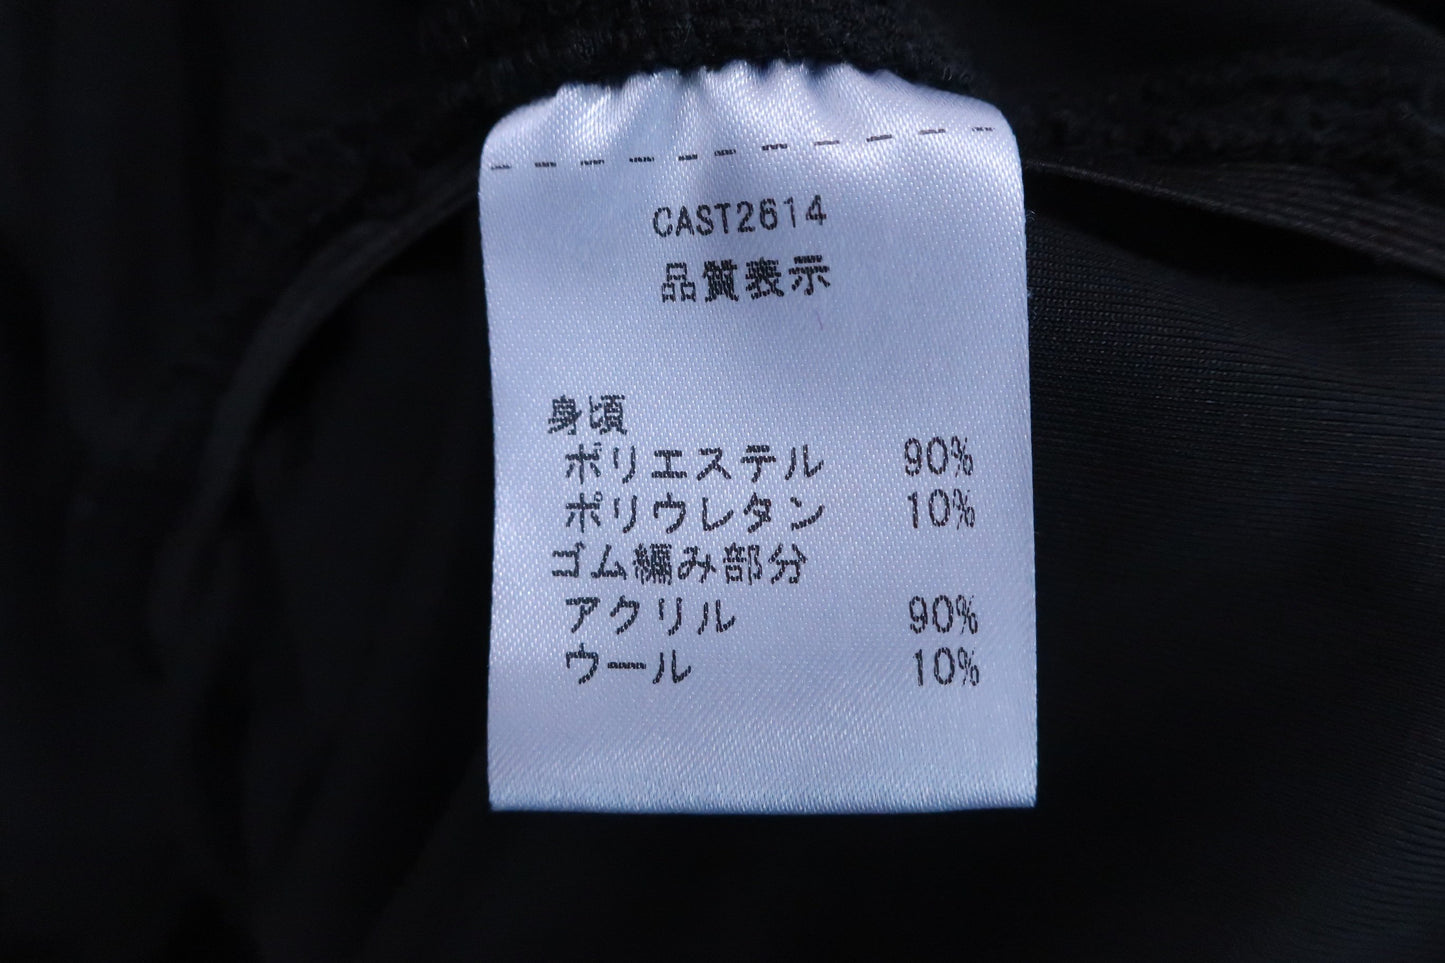 CAST2614
品質表示
身頃
ポリエステル 90%
ポリウレタン 10%
ゴム編み部分
アクリル 90%
ウール 10%